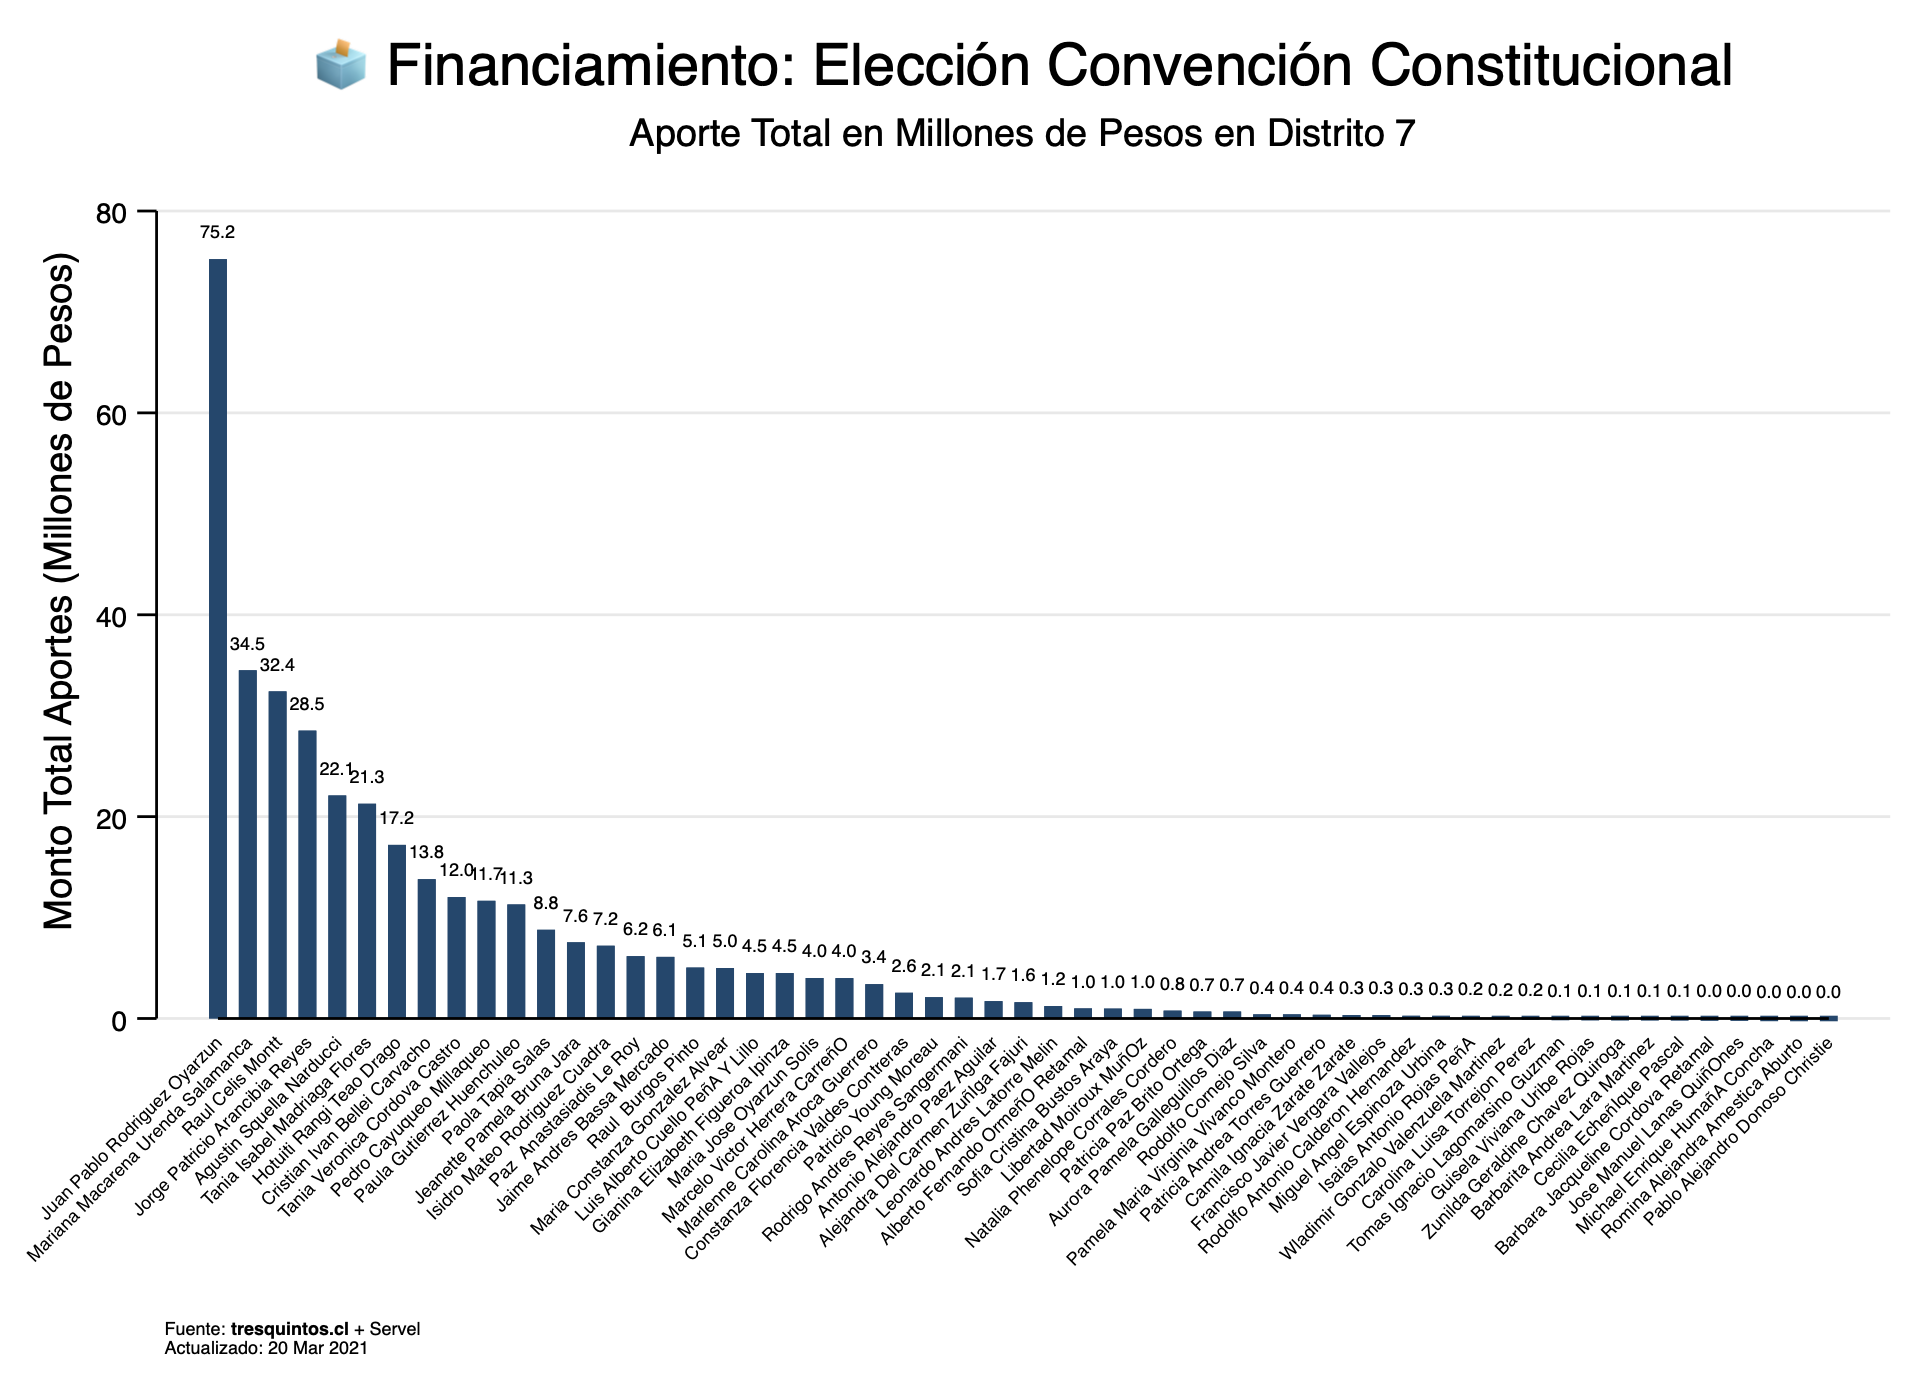 Financiamiento: Elección Convención Constitucional
Aporte Total en Millones de Pesos en Distrito 7
Monto Total Aportes (Millones de Pesos)
80
60
40
20
0
75.2
34.5
32.4
28.5
22.1
21.3
17.2
13.8
12.0
11.7
11.3
8.8
7.6
7.2
6.2
6.1
5.1
5.0
4.5
4.5
4.0
4.0
3.4
2.6
2.1
2.1
1.7
1.6
1.2
1.0
1.0
1.0
0.8
0.7
0.7
0.4
0.4
0.4
0.3
0.3
0.3
0.3
0.2
0.2
0.2
0.1
0.1
0.1
0.1
0.1
0.0
0.0
0.0
0.0
0.0
Juan Pablo Rodriguez Oyarzun
Mariana Macarena Urenda Salamanca
Raul Celis Montt
Jorge Patricio Arancibia Reyes
Agustin Squella Narducci
Tania Isabel Madriaga Flores
Hotuiti Rangi Teao Drago
Cristian Ivan Bellei Carvacho
Tania Veronica Cordova Castro
Pedro Cayuqueo Millaqueo
Paula Gutierrez Huenchuleo
Paola Tapia Salas
Jeanette Pamela Bruna Jara
Isidro Mateo Rodriguez Cuadra
Paz Anastasiadis Le Roy
Jaime Andres Bassa Mercado
Raul Burgos Pinto
Maria Constanza Gonzalez Alvear
Luis Alberto Cuello PeñA Y Lillo
Gianina Elizabeth Figueroa Ipinza
Maria Jose Oyarzun Solis
Marcelo Victor Herrera CarreñO
Marlenne Carolina Aroca Guerrero
Constanza Florencia Valdes Contreras
Patricio Young Moreau
Rodrigo Andres Reyes Sangermani
Antonio Alejandro Paez Aguilar
Alejandra Del Carmen Zuñiga Fajuri
Leonardo Andres Latorre Melin
Alberto Fernando OrmeñO Retamal
Sofia Cristina Bustos Araya
Libertad Moiroux MuñOz
Natalia Phenelope Corrales Cordero
Patricia Paz Brito Ortega
Aurora Pamela Galleguillos Diaz
Rodolfo Cornejo Silva
Pamela Maria Virginia Vivanco Montero
Patricia Andrea Torres Guerrero
Camila Ignacia Zarate Zarate
Francisco Javier Vergara Vallejos
Rodolfo Antonio Calderon Hernandez
Miguel Angel Espinoza Urbina
Isaias Antonio Rojas PeñA
Wladimir Gonzalo Valenzuela Martinez
Carolina Luisa Torrejon Perez
Tomas Ignacio Lagomarsino Guzman
Guisela Viviana Uribe Rojas
Zunilda Geraldine Chavez Quiroga
Barbarita Andrea Lara Martinez
Cecilia Echeñique Pascal
Barbara Jacqueline Cordova Retamal
Jose Manuel Lanas QuiñOnes
Michael Enrique HumañA Concha
Romina Alejandra Amestica Aburto
Pablo Alejandro Donoso Christie
Fuente: tresquintos.cl + Servel
Actualizado: 20 Mar 2021